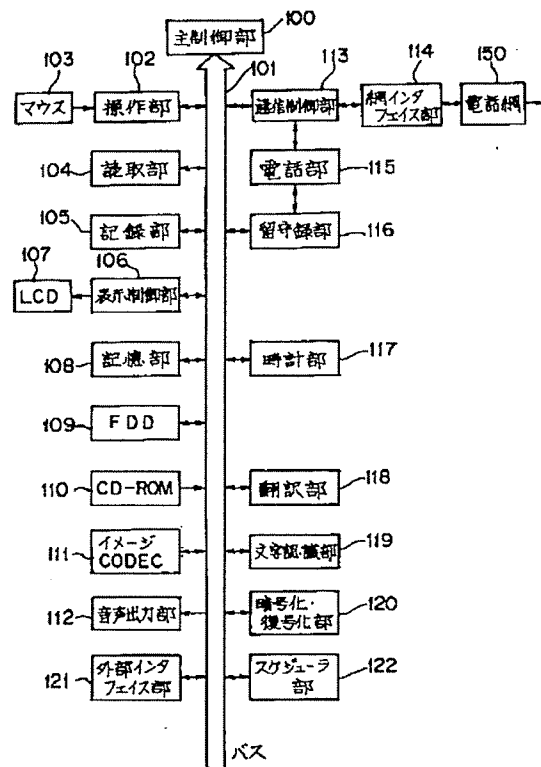 100
主制御部
103
102
101
113
114
150
マウス
操作部
通信制御部
網インタ
フェイス部
電話網
104
読取部
電話部
115
105
記録部
留守録部
116
107
106
LCD
表示制御部
108
記憶部
時計部
117
109
FDD
110
CD-ROM
翻訳部
118
111
イメージ
CODEC
文字認識部
119
112
音声出力部
暗号化・
復号化部
120
121
外部インタ
フェイス部
スケジューラ
部
122
バス